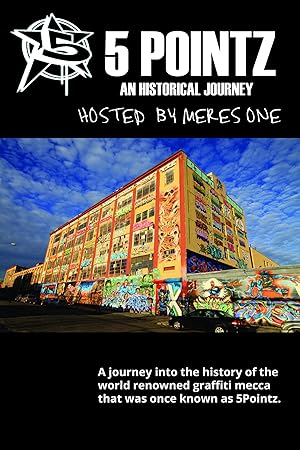 5
5 POINTZ
AN HISTORICAL JOURNEY
HOSTED BY MERES ONE
A journey into the history of the
world renowned graffiti mecca
that was once known as 5Pointz.